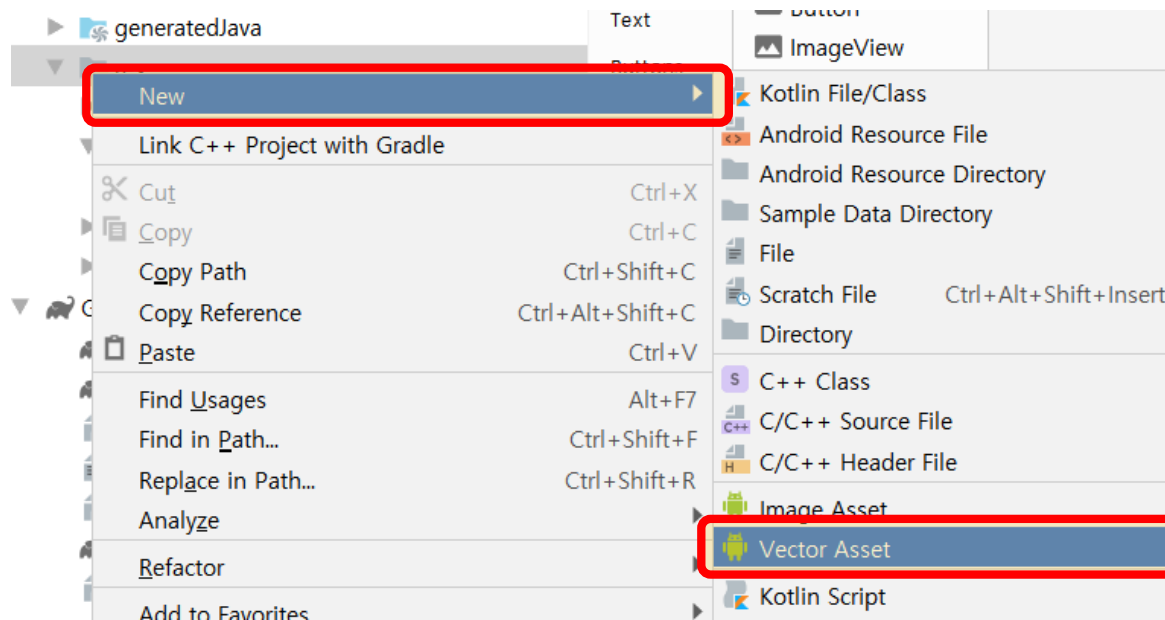 generatedJava
Text
ImageView
New
Link C++ Project with Gradle
Cut Ctrl+X
Copy Ctrl+C
Copy Path Ctrl+Shift+C
Copy Reference Ctrl+Alt+Shift+C
Paste Ctrl+V
Find Usages Alt+F7
Find in Path... Ctrl+Shift+F
Replace in Path... Ctrl+Shift+R
Analyze
Refactor
Add to Favorites
Kotlin File/Class
Android Resource File
Android Resource Directory
Sample Data Directory
File
Scratch File Ctrl+Alt+Shift+Insert
Directory
S C++ Class
C++ C/C++ Source File
H C/C++ Header File
Image Asset
Vector Asset
Kotlin Script